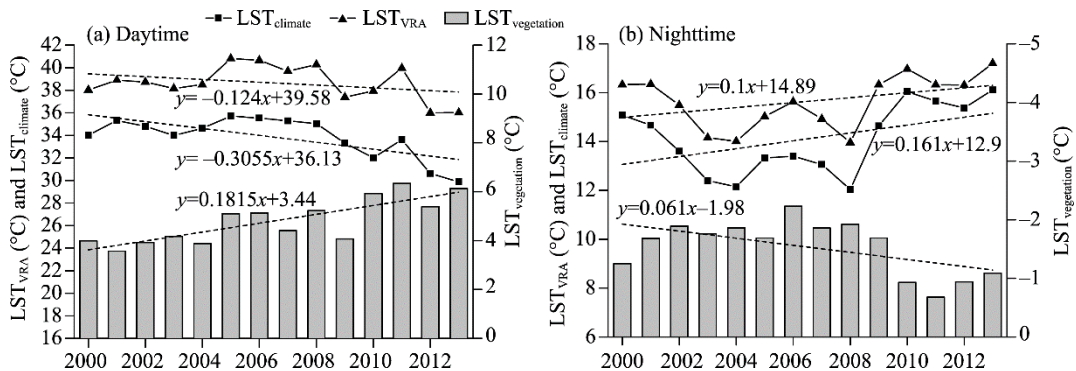 LSTclimate LSTVRA LSTvegetation
(a) Daytime
LSTVRA (°C) and LSTclimate (°C)
42
40
38
36
34
32
30
28
26
24
22
20
18
16
y= –0.124x+39.58
y= –0.3055x+36.13
y=0.1815x+3.44
12
10
8
6
4
2
0
LSTvegetation (°C)
2000 2002 2004 2006 2008 2010 2012
(b) Nighttime
LSTVRA (°C) and LSTclimate (°C)
18
16
14
12
10
8
6
y=0.1x+14.89
y=0.161x+12.9
y=0.061x–1.98
–5
–4
–3
–2
–1
0
LSTvegetation (°C)
2000 2002 2004 2006 2008 2010 2012